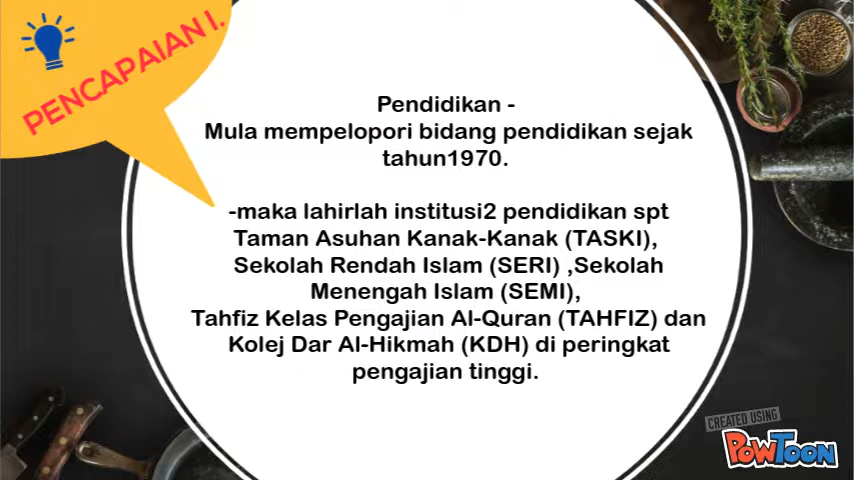 PENCAPAIAN I.
Pendidikan -
Mula mempelopori bidang pendidikan sejak
tahun1970.
-maka lahirlah institusi2 pendidikan spt
Taman Asuhan Kanak-Kanak (TASKI),
Sekolah Rendah Islam (SERI) ,Sekolah
Menengah Islam (SEMI),
Tahfiz Kelas Pengajian Al-Quran (TAHFIZ) dan
Kolej Dar Al-Hikmah (KDH) di peringkat
pengajian tinggi.
CREATED USING
POWTOON